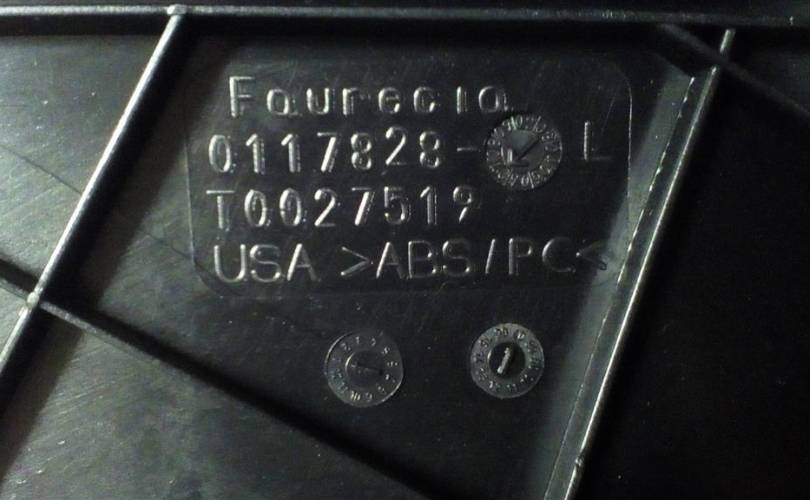 Faurecia
0117828- L
T0027519
USA >ABS/PC<